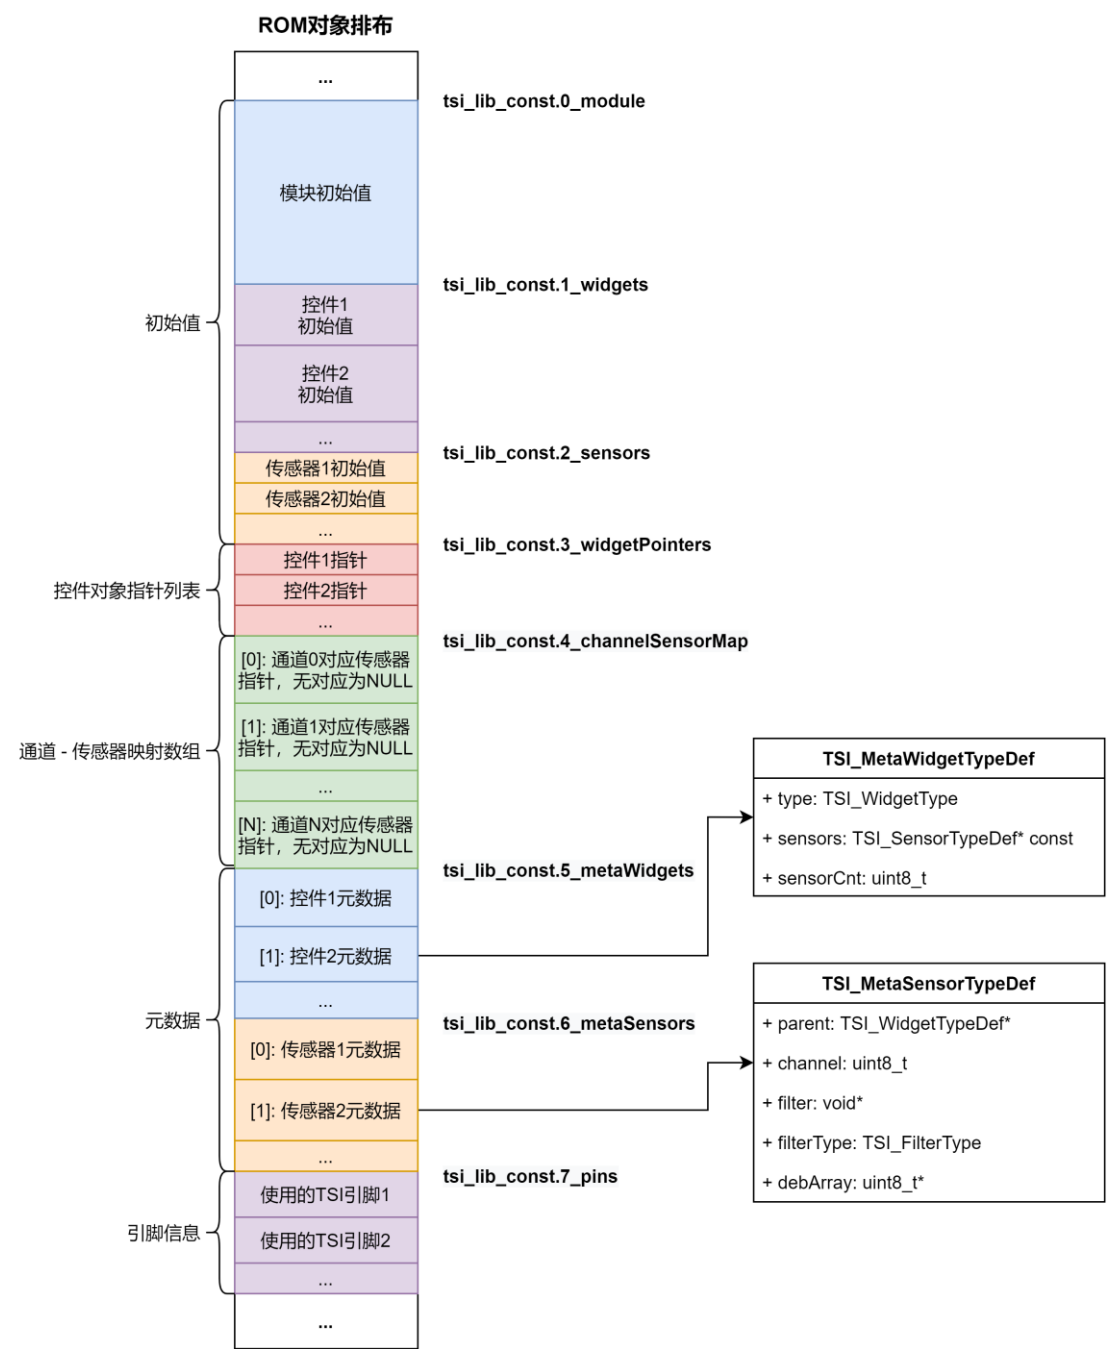 ROM对象排布
...
tsi_lib_const.0_module
模块初始值
tsi_lib_const.1_widgets
控件1
初始值
初始值
控件2
初始值
...
tsi_lib_const.2_sensors
传感器1初始值
传感器2初始值
...
tsi_lib_const.3_widgetPointers
控件1指针
控件对象指针列表
控件2指针
...
tsi_lib_const.4_channelSensorMap
[0]: 通道0对应传感器
指针，无对应为NULL
[1]: 通道1对应传感器
指针，无对应为NULL
通道 - 传感器映射数组
...
[N]: 通道N对应传感器
指针，无对应为NULL
tsi_lib_const.5_metaWidgets
[0]: 控件1元数据
[1]: 控件2元数据
...
元数据
tsi_lib_const.6_metaSensors
[0]: 传感器1元数据
[1]: 传感器2元数据
...
tsi_lib_const.7_pins
使用的TSI引脚1
引脚信息
使用的TSI引脚2
...
...
TSI_MetaWidgetTypeDef
+ type: TSI_WidgetType
+ sensors: TSI_SensorTypeDef* const
+ sensorCnt: uint8_t
TSI_MetaSensorTypeDef
+ parent: TSI_WidgetTypeDef*
+ channel: uint8_t
+ filter: void*
+ filterType: TSI_FilterType
+ debArray: uint8_t*